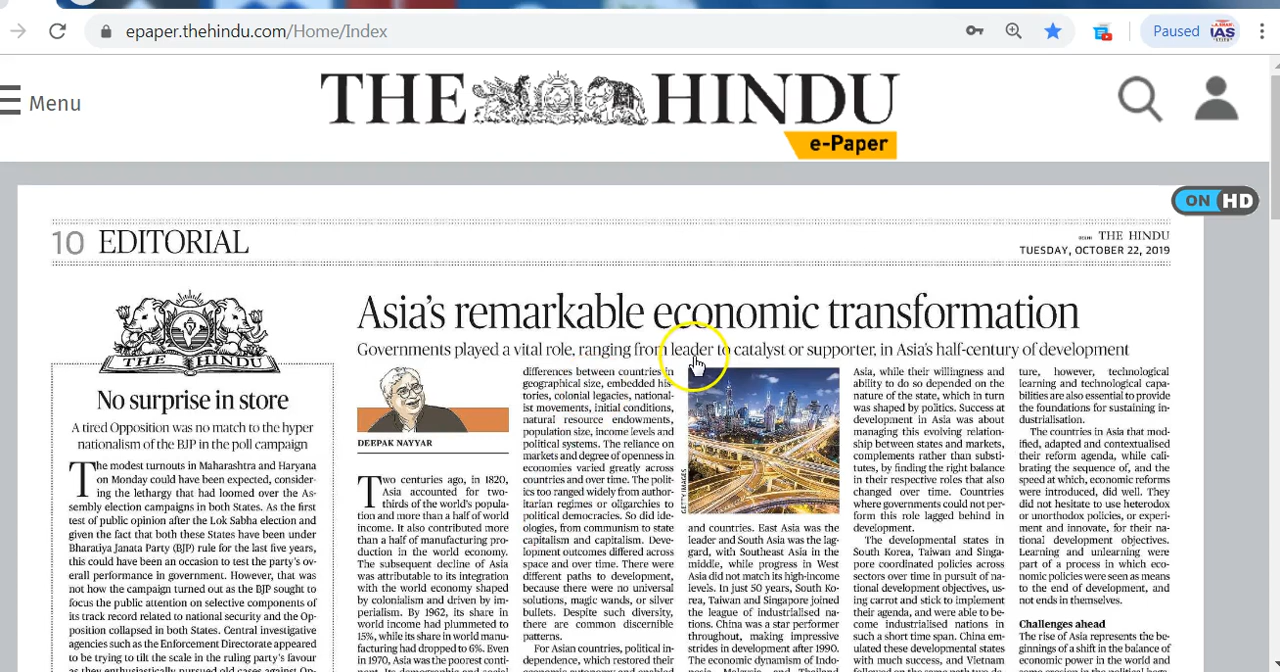 epaper.thehindu.com/Home/Index
Paused
IAS
Menu
THE HINDU
e-Paper
ON HD
10 EDITORIAL
DELHI THE HINDU
TUESDAY, OCTOBER 22, 2019
THE HINDU
No surprise in store
A tired Opposition was no match to the hyper
nationalism of the BJP in the poll campaign
The modest turnouts in Maharashtra and Haryana
on Monday could have been expected, consider-
ing the lethargy that had loomed over the As-
sembly election campaigns in both States. As the first
test of public opinion after the Lok Sabha election and
given the fact that both these States have been under
Bharatiya Janata Party (BJP) rule for the last five years,
this could have been an occasion to test the party's ov-
erall performance in government. However, that was
not how the campaign turned out as the BJP sought to
focus the public attention on selective components of
its track record related to national security and the Op-
position collapsed in both States. Central investigative
agencies such as the Enforcement Directorate appeared
to be trying to tilt the scale in the ruling party's favour
Asia's remarkable economic transformation
Governments played a vital role, ranging from leader to catalyst or supporter, in Asia's half-century of development
DEEPAK NAYYAR
Two centuries ago, in 1820,
Asia accounted for two-
thirds of the world's popula-
tion and more than a half of world
income. It also contributed more
than a half of manufacturing pro-
duction in the world economy.
The subsequent decline of Asia
was attributable to its integration
with the world economy shaped
by colonialism and driven by im-
perialism. By 1962, its share in
world income had plummeted to
15%, while its share in world manu-
facturing had dropped to 6%. Even
in 1970, Asia was the poorest conti-
differences between countries in
geographical size, embedded his-
tories, colonial legacies, national-
ist movements, initial conditions,
natural resource endowments,
population size, income levels and
political systems. The reliance on
markets and degree of openness in
economies varied greatly across
countries and over time. The polit-
ics too ranged widely from author-
itarian regimes or oligarchies to
political democracies. So did ide-
ologies, from communism to state
capitalism and capitalism. Deve-
lopment outcomes differed across
space and over time. There were
different paths to development,
because there were no universal
solutions, magic wands, or silver
bullets. Despite such diversity,
there are common discernible
patterns.
For Asian countries, political in-
dependence, which restored their
GETTY IMAGES
and countries. East Asia was the
leader and South Asia was the lag-
gard, with Southeast Asia in the
middle, while progress in West
Asia did not match its high-income
levels. In just 50 years, South Ko-
rea, Taiwan and Singapore joined
the league of industrialised na-
tions. China was a star performer
throughout, making impressive
strides in development after 1990.
The economic dynamism of Indo-
Asia, while their willingness and
ability to do so depended on the
nature of the state, which in turn
was shaped by politics. Success at
development in Asia was about
managing this evolving relation-
ship between states and markets,
complements rather than substi-
tutes, by finding the right balance
in their respective roles that also
changed over time. Countries
where governments could not per-
form this role lagged behind in
development.
The developmental states in
South Korea, Taiwan and Singa-
pore coordinated policies across
sectors over time in pursuit of na-
tional development objectives,
using carrot and stick to implement
their agenda, and were able to be-
come industrialised nations in
such a short time span. China em-
ulated these developmental states
with much success, and Vietnam
ture, however, technological
learning and technological capa-
bilities are also essential to provide
the foundations for sustaining in-
dustrialisation.
The countries in Asia that mod-
ified, adapted and contextualised
their reform agenda, while cali-
brating the sequence of, and the
speed at which, economic reforms
were introduced, did well. They
did not hesitate to use heterodox
or unorthodox policies, or experi-
ment and innovate, for their na-
tional development objectives.
Learning and unlearning were
part of a process in which eco-
nomic policies were seen as means
to the end of development, and
not ends in themselves.
Challenges ahead
The rise of Asia represents the be-
ginnings of a shift in the balance of
economic power in the world and